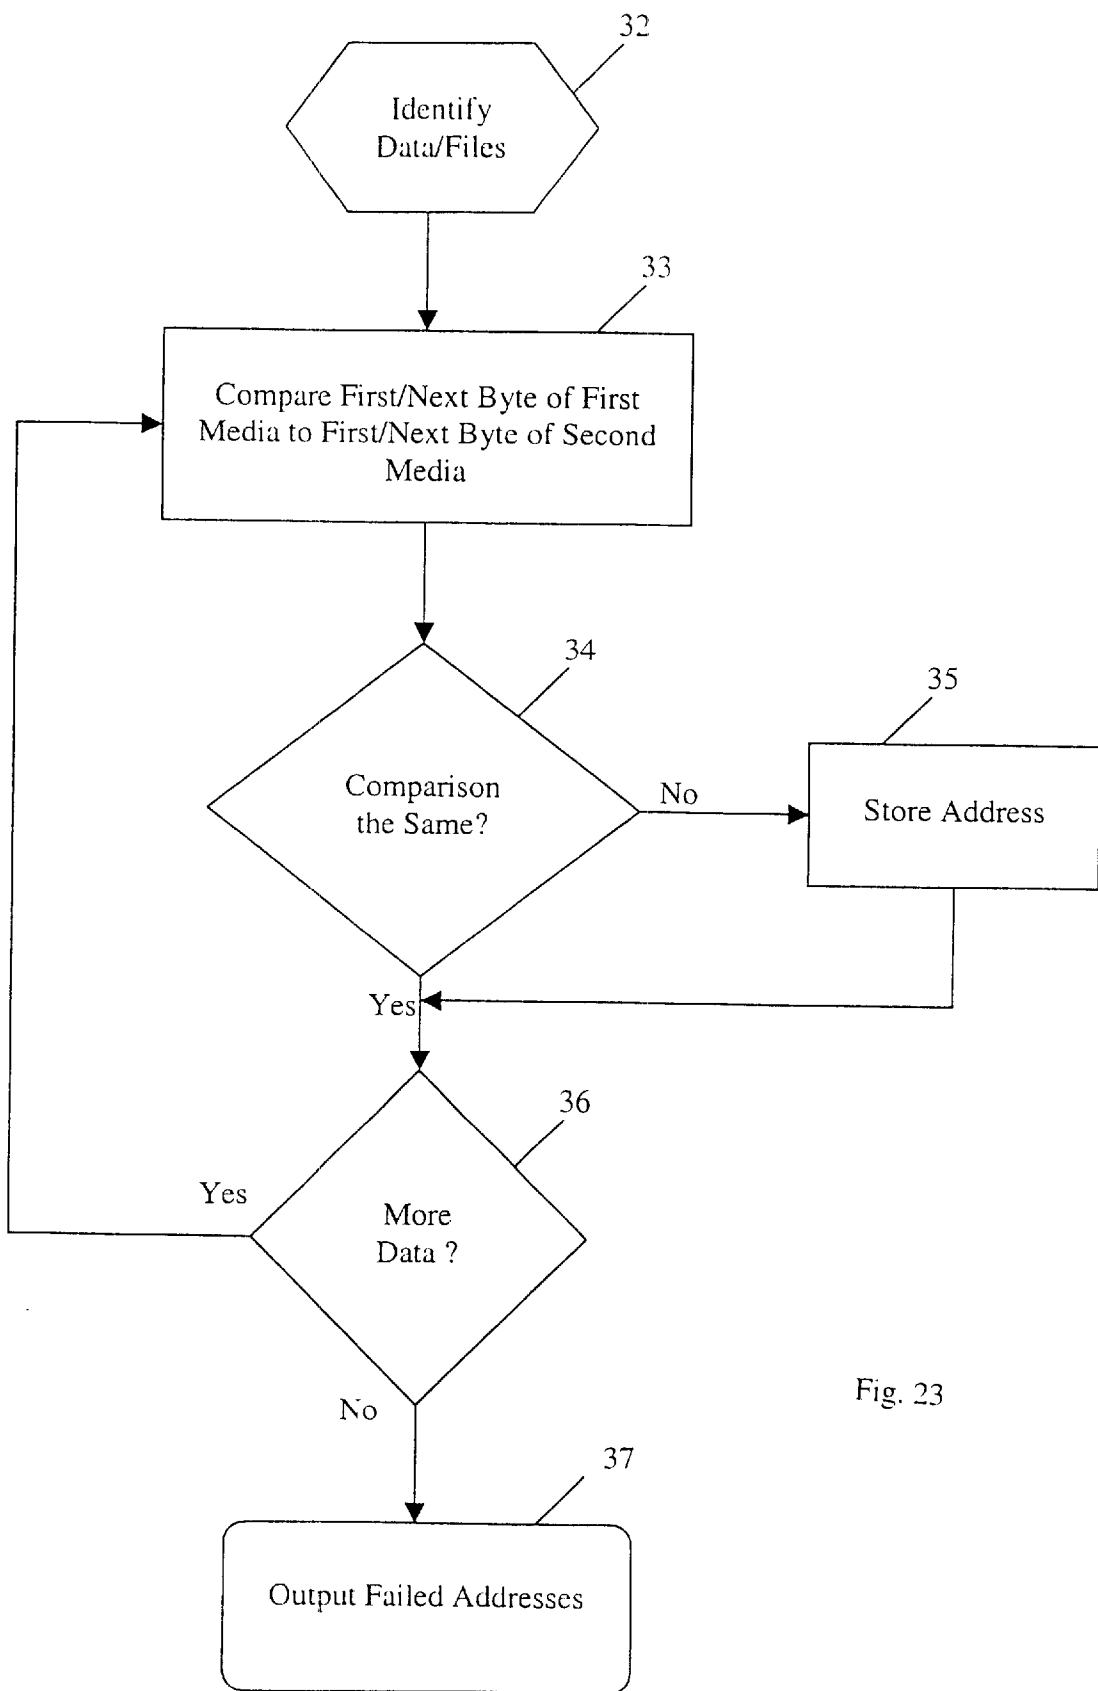 32
Identify
Data/Files
33
Compare First/Next Byte of First
Media to First/Next Byte of Second
Media
34
Comparison
the Same?
No
35
Store Address
Yes
36
More
Data ?
Yes
No
Fig. 23
37
Output Failed Addresses